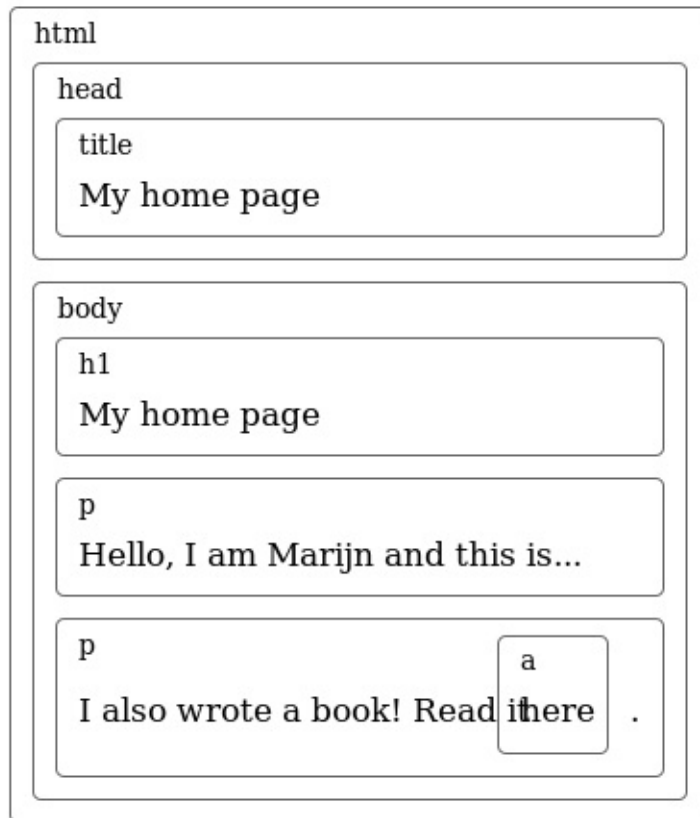 html
head
title
My home page
body
h1
My home page
p
Hello, I am Marijn and this is...
p
a
I also wrote a book! Read it here .